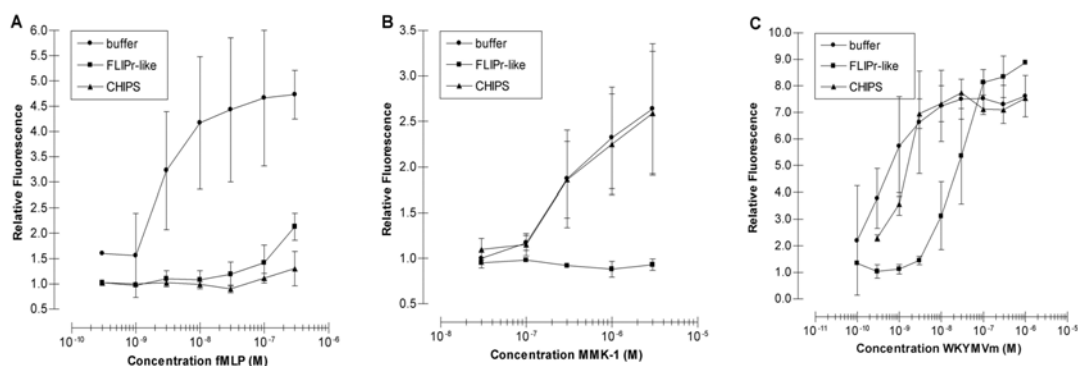 A
buffer
FLIPr-like
CHIPS
Relative Fluorescence
6.0
5.5
5.0
4.5
4.0
3.5
3.0
2.5
2.0
1.5
1.0
0.5
10-10
10-9
10-8
10-7
10-6
Concentration fMLP (M)
B
buffer
FLIPr-like
CHIPS
Relative Fluorescence
3.5
3.0
2.5
2.0
1.5
1.0
0.5
10-8
10-7
10-6
10-5
Concentration MMK-1 (M)
C
buffer
FLIPr-like
CHIPS
Relative Fluorescence
10.0
9.0
8.0
7.0
6.0
5.0
4.0
3.0
2.0
1.0
0.0
10-11
10-10
10-9
10-8
10-7
10-6
10-5
Concentration WKYMVm (M)